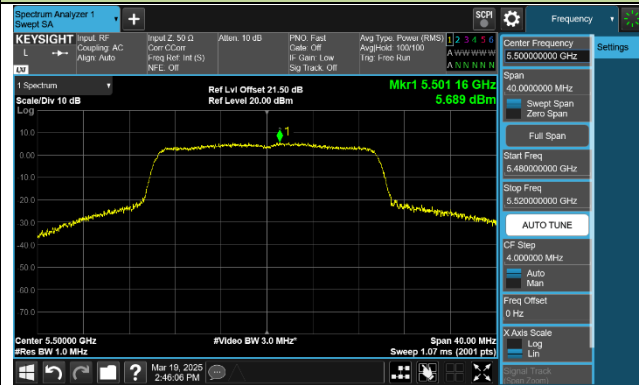 Spectrum Analyzer 1
Swept SA
SCPI
Frequency
KEYSIGHT
L
Input: RF
Coupling: AC
Align: Auto
Input Z: 50 Ω
Corr CCorr
Freq Ref: Int (S)
NFE: Off
Atten: 10 dB
PNO: Fast
Gate: Off
IF Gain: Low
Sig Track: Off
Avg Type: Power (RMS)
Avg|Hold: 100/100
Trig: Free Run
1 2 3 4 5 6
A W W W W W
A N N N N N
Settings
Center Frequency
5.500000000 GHz
Span
40.0000000 MHz
Swept Span
Zero Span
Full Span
Start Freq
5.480000000 GHz
Stop Freq
5.520000000 GHz
AUTO TUNE
CF Step
4.000000 MHz
Auto
Man
Freq Offset
0 Hz
X Axis Scale
Log
Lin
Signal Track
(Span Zoom)
1 Spectrum
Scale/Div 10 dB
Ref Lvl Offset 21.50 dB
Ref Level 20.00 dBm
Mkr1 5.501 16 GHz
5.689 dBm
Log
1
10.0
0.00
-10.0
-20.0
-30.0
-40.0
-50.0
-60.0
-70.0
Center 5.50000 GHz
#Video BW 3.0 MHz*
Span 40.00 MHz
#Res BW 1.0 MHz
Sweep 1.07 ms (2001 pts)
?
Mar 19, 2025
2:46:06 PM